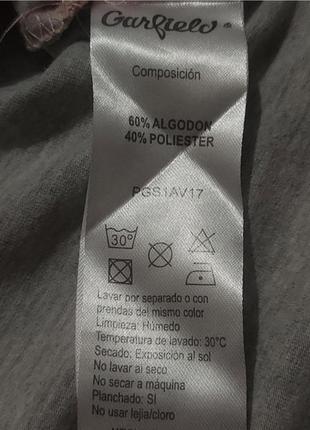 Garfield®
Composición
60% ALGODON
40% POLIESTER
PGS1AV17
30°
Lavar por separado o con
prendas del mismo color
Limpieza: Húmedo
Temperatura de lavado: 30°C
Secado: Exposición al sol
No lavar al seco
No secar a máquina
Planchado: SI
No usar lejía/cloro